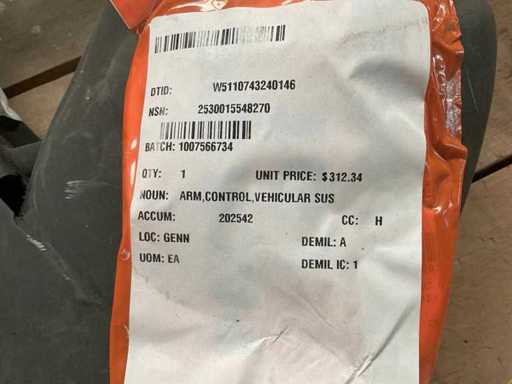 DTID: W5110743240146
NSN: 2530015548270
BATCH: 1007566734
QTY: 1 UNIT PRICE: $312.34
NOUN: ARM,CONTROL,VEHICULAR SUS
ACCUM: 202542 CC: H
LOC: GENN DEMIL: A
UOM: EA DEMIL IC: 1